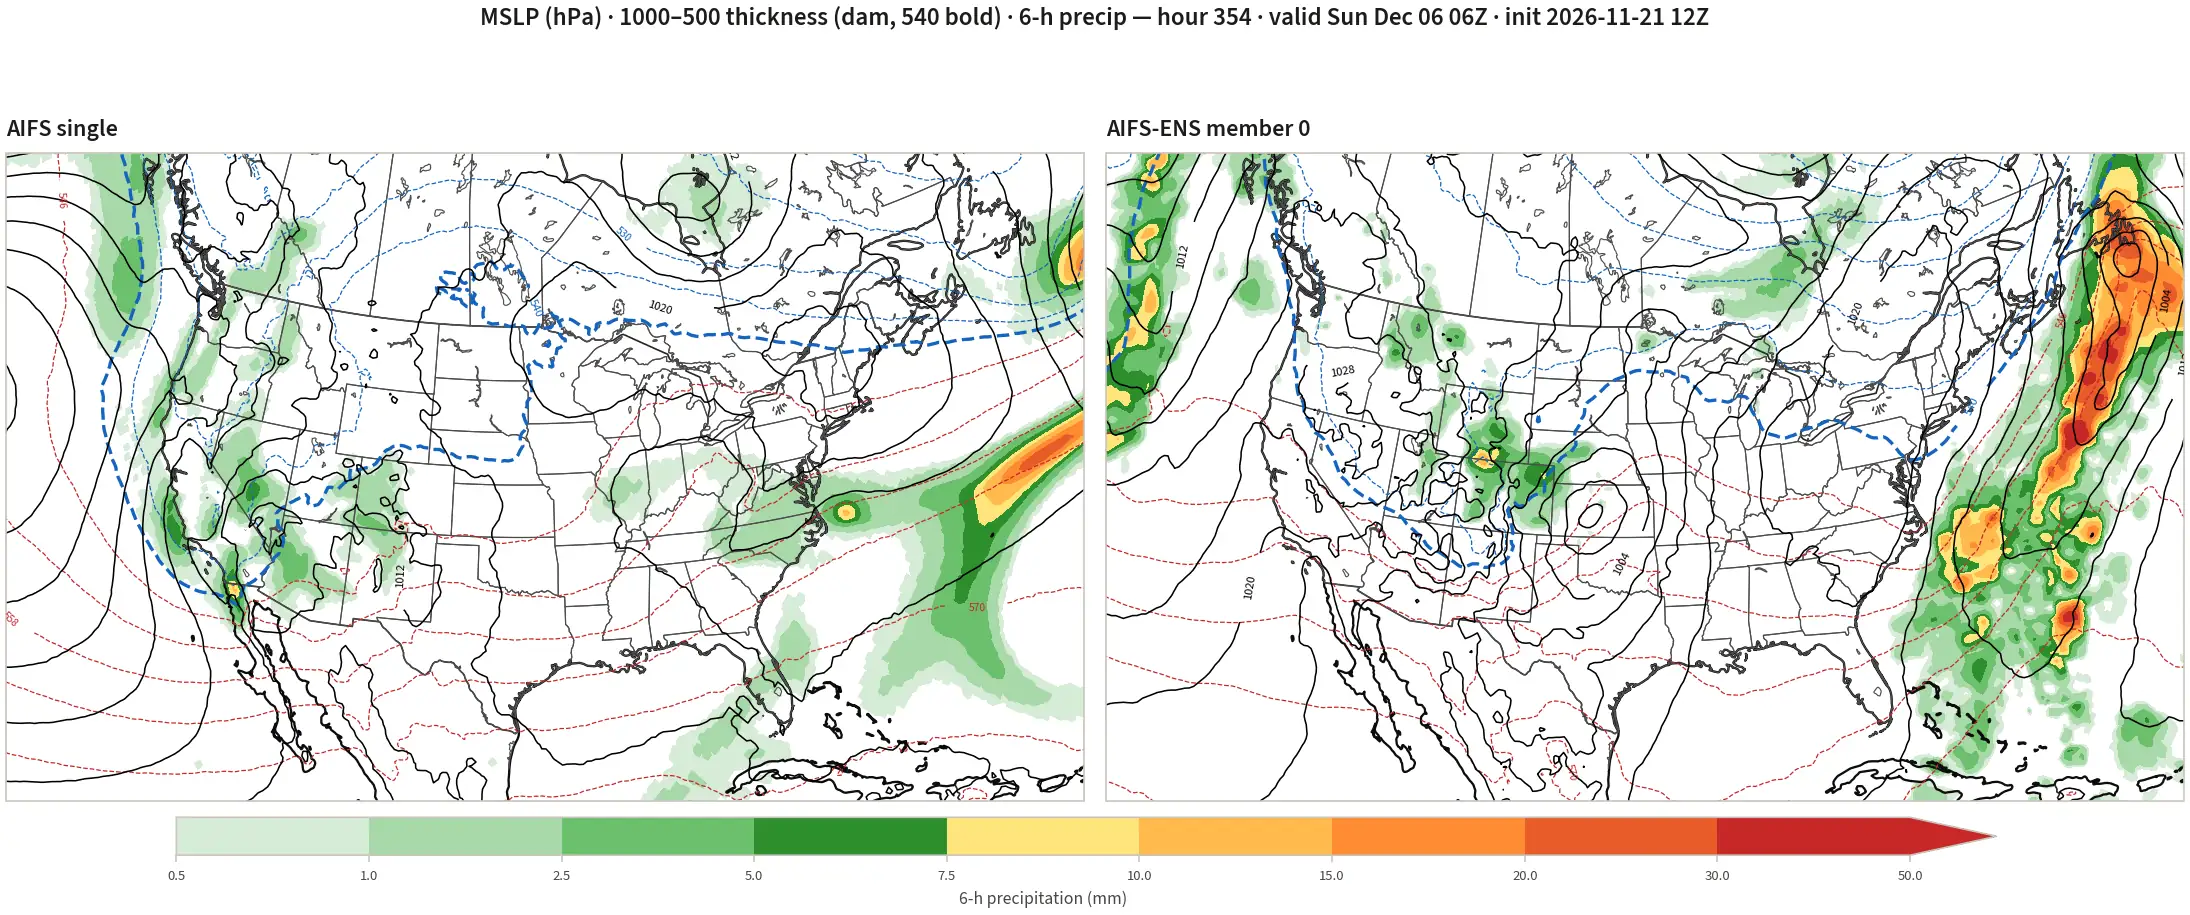 MSLP (hPa) · 1000–500 thickness (dam, 540 bold) · 6-h precip — hour 354 · valid Sun Dec 06 06Z · init 2026-11-21 12Z
AIFS single
AIFS-ENS member 0
530
540
1020
1012
570
1012
1028
1020
1020
1004
1004
0.5 1.0 2.5 5.0 7.5 10.0 15.0 20.0 30.0 50.0
6-h precipitation (mm)